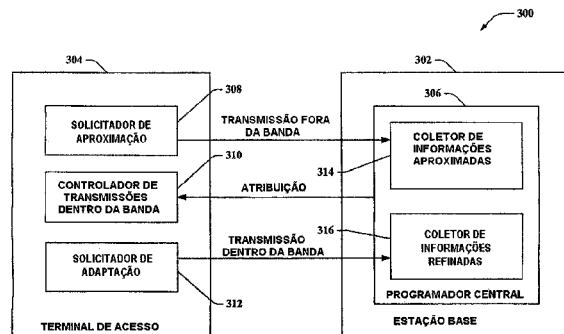 300
304
302
308
306
SOLICITADOR DE
APROXIMAÇÃO
TRANSMISSÃO FORA
DA BANDA
COLETOR DE
INFORMAÇÕES
APROXIMADAS
310
314
CONTROLADOR DE
TRANSMISSÕES
DENTRO DA BANDA
ATRIBUIÇÃO
SOLICITADOR DE
ADAPTAÇÃO
TRANSMISSÃO
DENTRO DA BANDA
316
COLETOR DE
INFORMAÇÕES
REFINADAS
312
PROGRAMADOR CENTRAL
TERMINAL DE ACESSO
ESTAÇÃO BASE